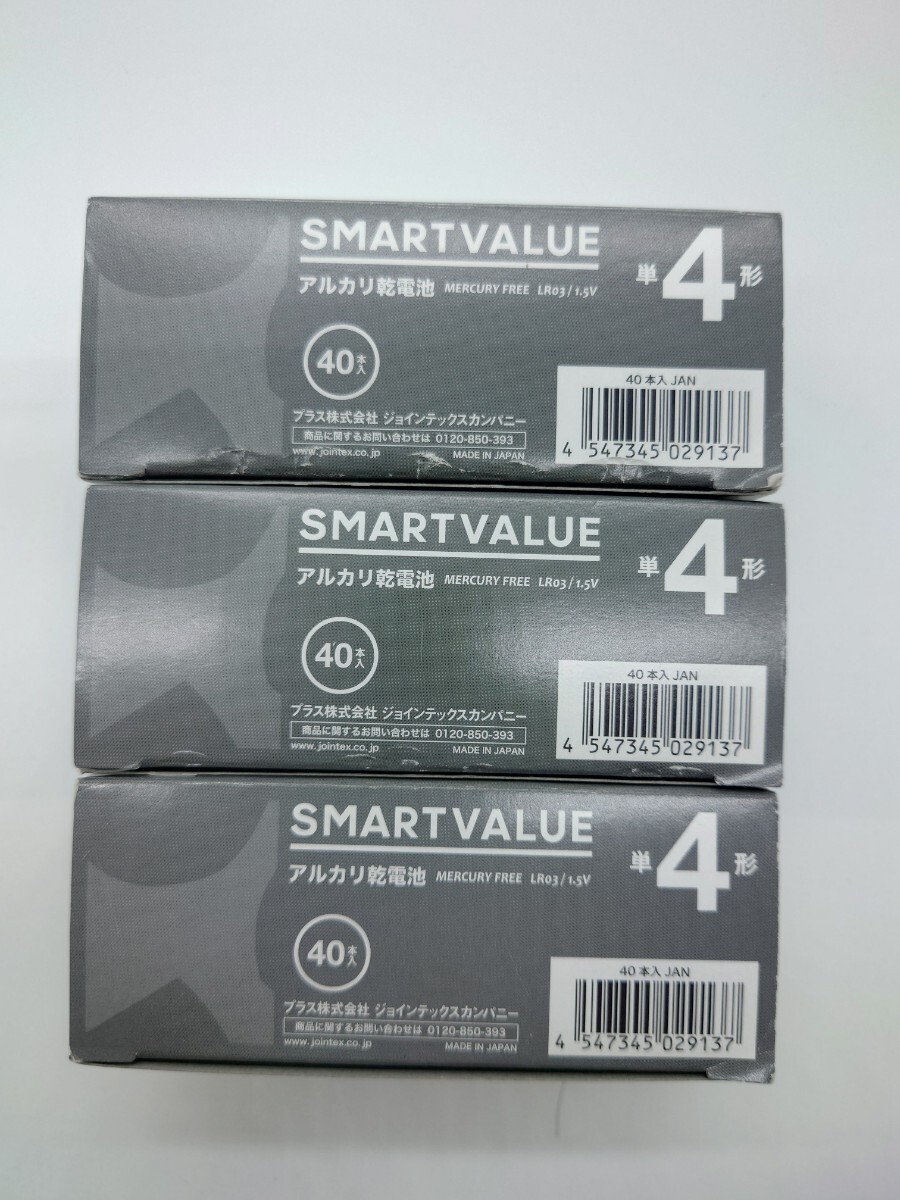 SMARTVALUE
アルカリ乾電池 MERCURY FREE LR03/1.5V
単4形
40本入
40本入 JAN
4 547345 029137
プラス株式会社 ジョインテックスカンパニー
商品に関するお問い合わせは 0120-850-393
www.jointex.co.jp MADE IN JAPAN
SMARTVALUE
アルカリ乾電池 MERCURY FREE LR03/1.5V
単4形
40本入
40本入 JAN
4 547345 029137
プラス株式会社 ジョインテックスカンパニー
商品に関するお問い合わせは 0120-850-393
www.jointex.co.jp MADE IN JAPAN
SMARTVALUE
アルカリ乾電池 MERCURY FREE LR03/1.5V
単4形
40本入
40本入 JAN
4 547345 029137
プラス株式会社 ジョインテックスカンパニー
商品に関するお問い合わせは 0120-850-393
www.jointex.co.jp MADE IN JAPAN